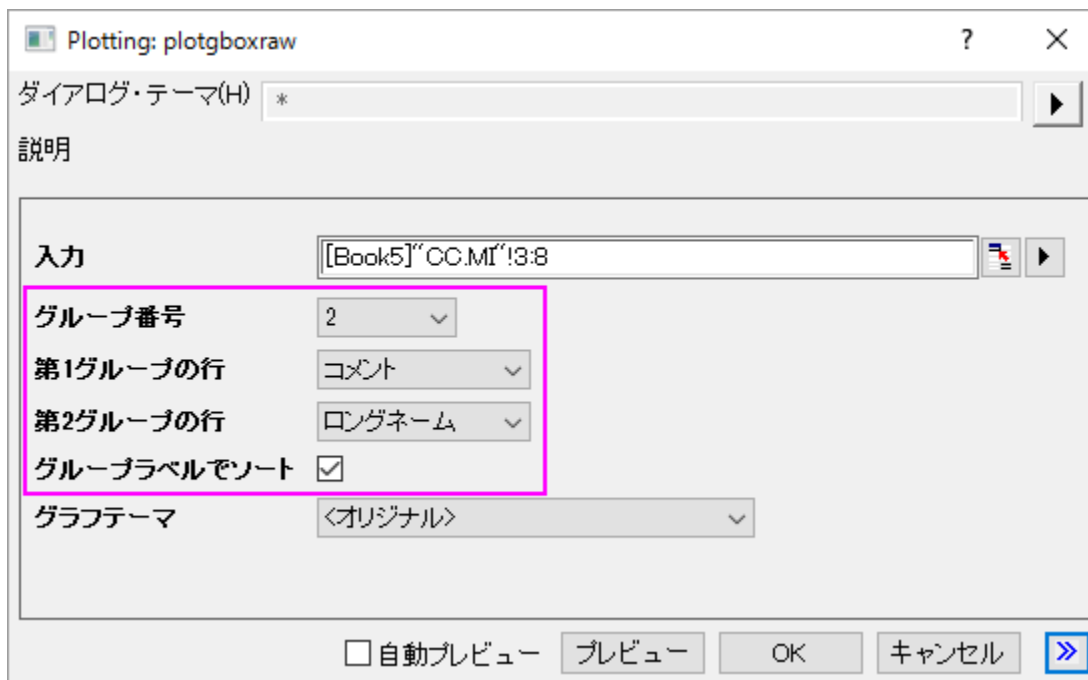 Plotting: plotgboxraw
ダイアログ・テーマ(H) *
説明
入力 [Book5]"CC.MI"!3:8
グループ番号 2
第1グループの行 コメント
第2グループの行 ロングネーム
グループラベルでソート
グラフテーマ <オリジナル>
自動プレビュー プレビュー OK キャンセル